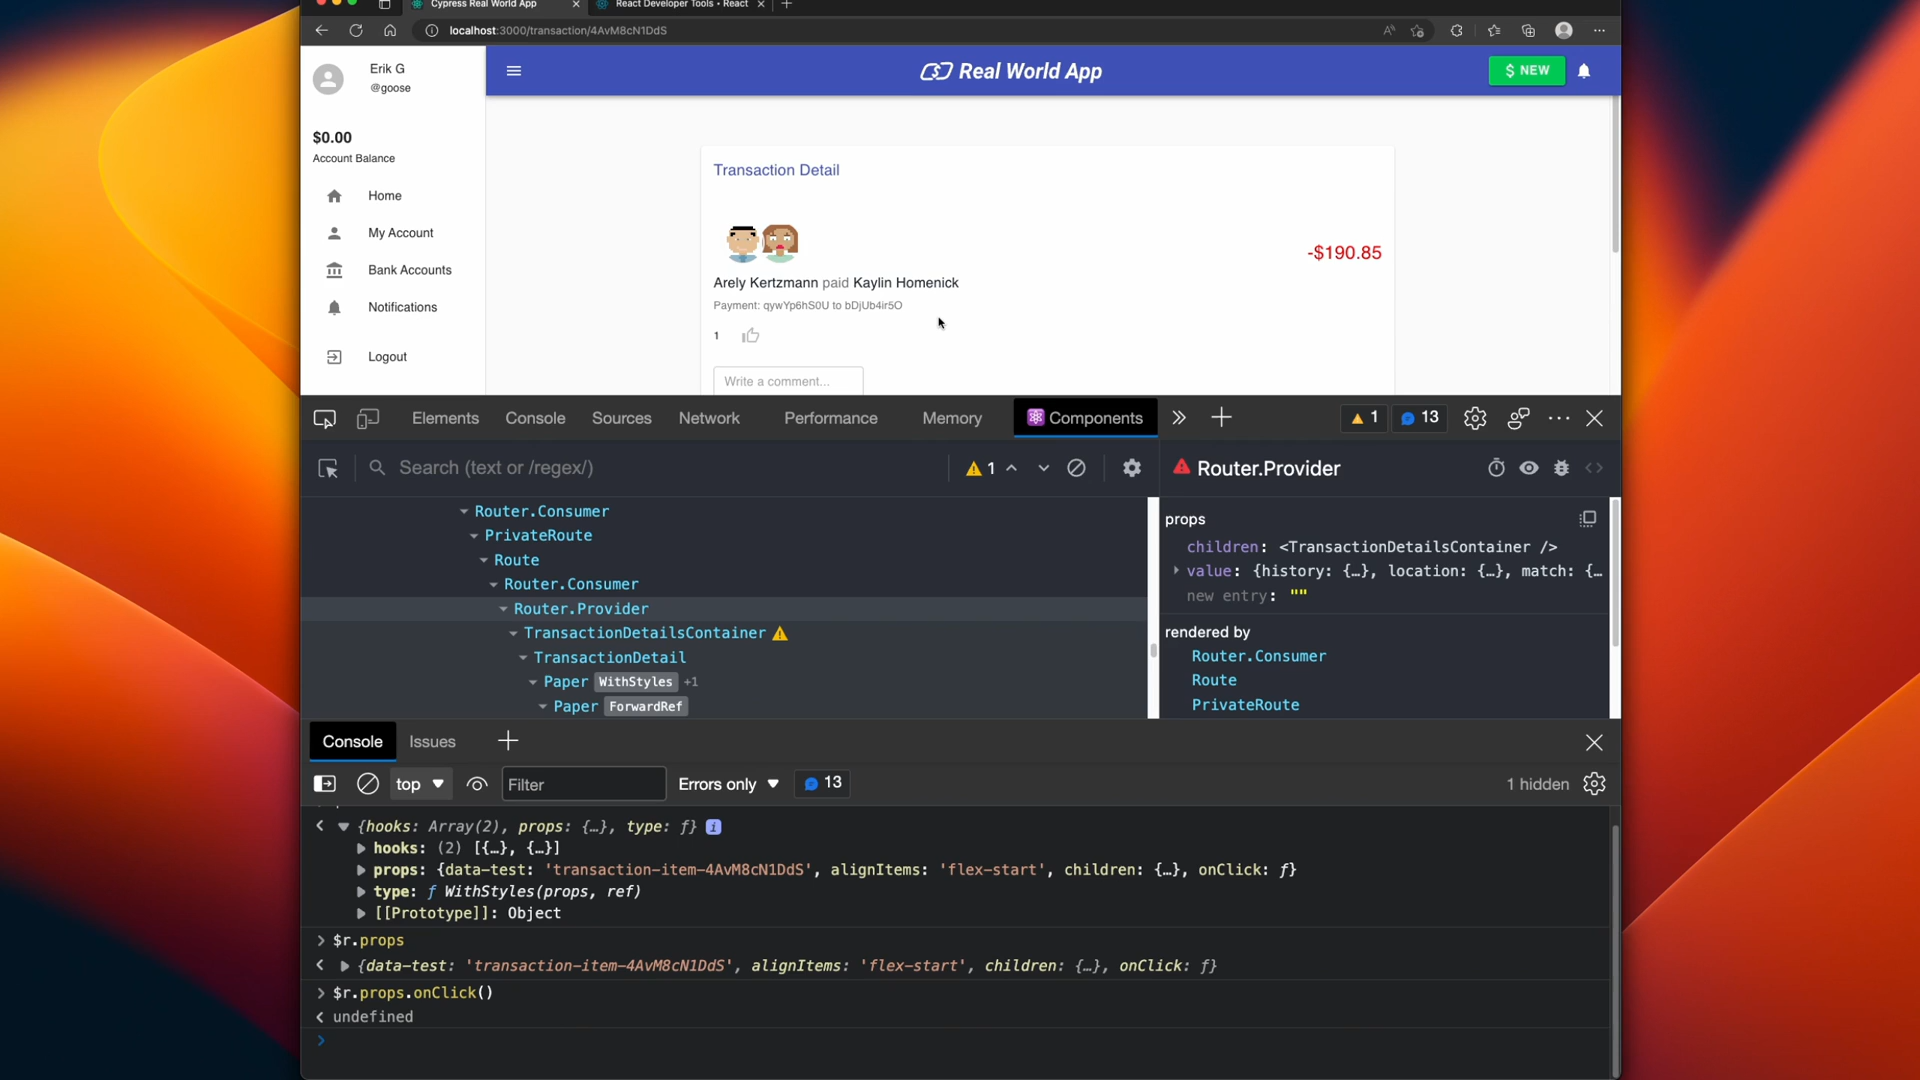 Cypress Real World App
React Developer Tools • React
localhost:3000/transaction/4AvM8cN1DdS
Erik G
@goose
$0.00
Account Balance
Home
My Account
Bank Accounts
Notifications
Logout
Real World App
$ NEW
Transaction Detail
Arely Kertzmann paid Kaylin Homenick
-$190.85
Payment: qywYp6hS0U to bDjUb4ir5O
1
Write a comment...
Elements Console Sources Network Performance Memory Components 1 13
Search (text or /regex/)
1
Router.Provider
Router.Consumer
PrivateRoute
Route
Router.Consumer
Router.Provider
TransactionDetailsContainer
TransactionDetail
Paper WithStyles +1
Paper ForwardRef
props
children: <TransactionDetailsContainer />
value: {history: {…}, location: {…}, match: {…
new entry: ""
rendered by
Router.Consumer
Route
PrivateRoute
Console Issues
top Filter Errors only 13 1 hidden
{hooks: Array(2), props: {…}, type: ƒ} i
hooks: (2) [{…}, {…}]
props: {data-test: 'transaction-item-4AvM8cN1DdS', alignItems: 'flex-start', children: {…}, onClick: ƒ}
type: ƒ WithStyles(props, ref)
[[Prototype]]: Object
$r.props
{data-test: 'transaction-item-4AvM8cN1DdS', alignItems: 'flex-start', children: {…}, onClick: ƒ}
$r.props.onClick()
undefined